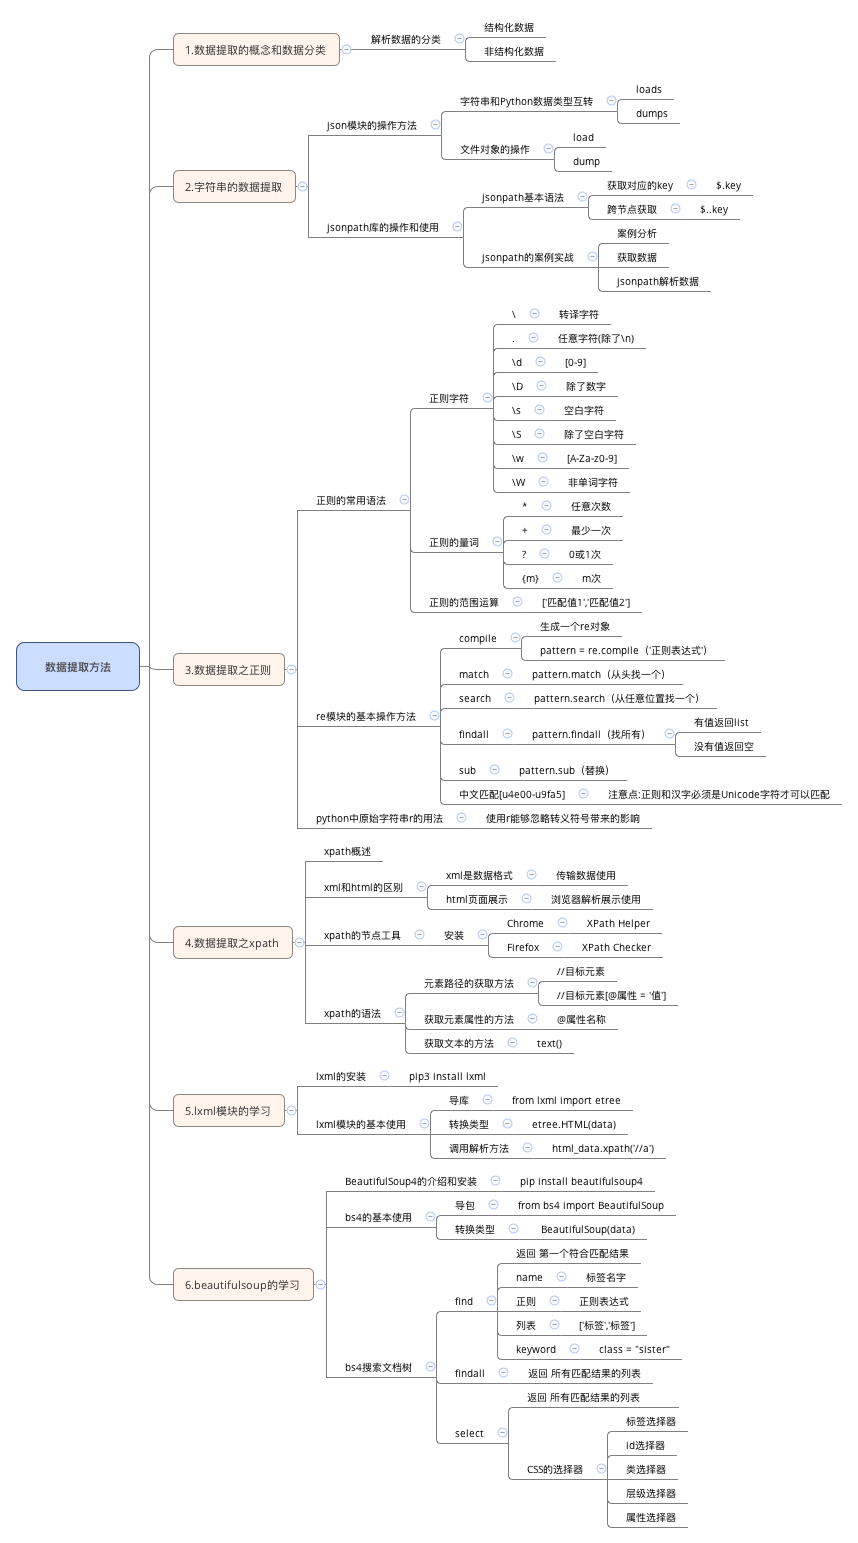 数据提取方法
1.数据提取的概念和数据分类
解析数据的分类
结构化数据
非结构化数据
2.字符串的数据提取
json模块的操作方法
字符串和Python数据类型互转
loads
dumps
文件对象的操作
load
dump
jsonpath库的操作和使用
jsonpath基本语法
获取对应的key
$.key
跨节点获取
$..key
jsonpath的案例实战
案例分析
获取数据
jsonpath解析数据
3.数据提取之正则
正则的常用语法
正则字符
\
转译字符
.
任意字符(除了\n)
\d
[0-9]
\D
除了数字
\s
空白字符
\S
除了空白字符
\w
[A-Za-z0-9]
\W
非单词字符
正则的量词
*
任意次数
+
最少一次
?
0或1次
{m}
m次
正则的范围运算
['匹配值1','匹配值2']
re模块的基本操作方法
compile
生成一个re对象
pattern = re.compile（'正则表达式'）
match
pattern.match（从头找一个）
search
pattern.search（从任意位置找一个）
findall
pattern.findall（找所有）
有值返回list
没有值返回空
sub
pattern.sub（替换）
中文匹配[u4e00-u9fa5]
注意点:正则和汉字必须是Unicode字符才可以匹配
python中原始字符串r的用法
使用r能够忽略转义符号带来的影响
4.数据提取之xpath
xpath概述
xml和html的区别
xml是数据格式
传输数据使用
html页面展示
浏览器解析展示使用
xpath的节点工具
安装
Chrome
XPath Helper
Firefox
XPath Checker
xpath的语法
元素路径的获取方法
//目标元素
//目标元素[@属性 = '值']
获取元素属性的方法
@属性名称
获取文本的方法
text()
5.lxml模块的学习
lxml的安装
pip3 install lxml
lxml模块的基本使用
导库
from lxml import etree
转换类型
etree.HTML(data)
调用解析方法
html_data.xpath('//a')
6.beautifulsoup的学习
BeautifulSoup4的介绍和安装
pip install beautifulsoup4
bs4的基本使用
导包
from bs4 import BeautifulSoup
转换类型
BeautifulSoup(data)
bs4搜索文档树
find
返回 第一个符合匹配结果
name
标签名字
正则
正则表达式
列表
['标签','标签']
keyword
class = "sister"
findall
返回 所有匹配结果的列表
select
返回 所有匹配结果的列表
CSS的选择器
标签选择器
id选择器
类选择器
层级选择器
属性选择器